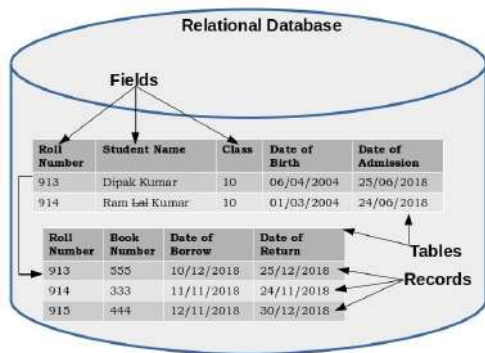 Relational Database
Fields
Roll Number Student Name Class Date of Birth Date of Admission
913 Dipak Kumar 10 06/04/2004 25/06/2018
914 Ram Lal Kumar 10 01/03/2004 24/06/2018
Roll Number Book Number Date of Borrow Date of Return
Tables
913 555 10/12/2018 25/12/2018
Records
914 333 11/11/2018 24/11/2018
915 444 12/11/2018 30/12/2018